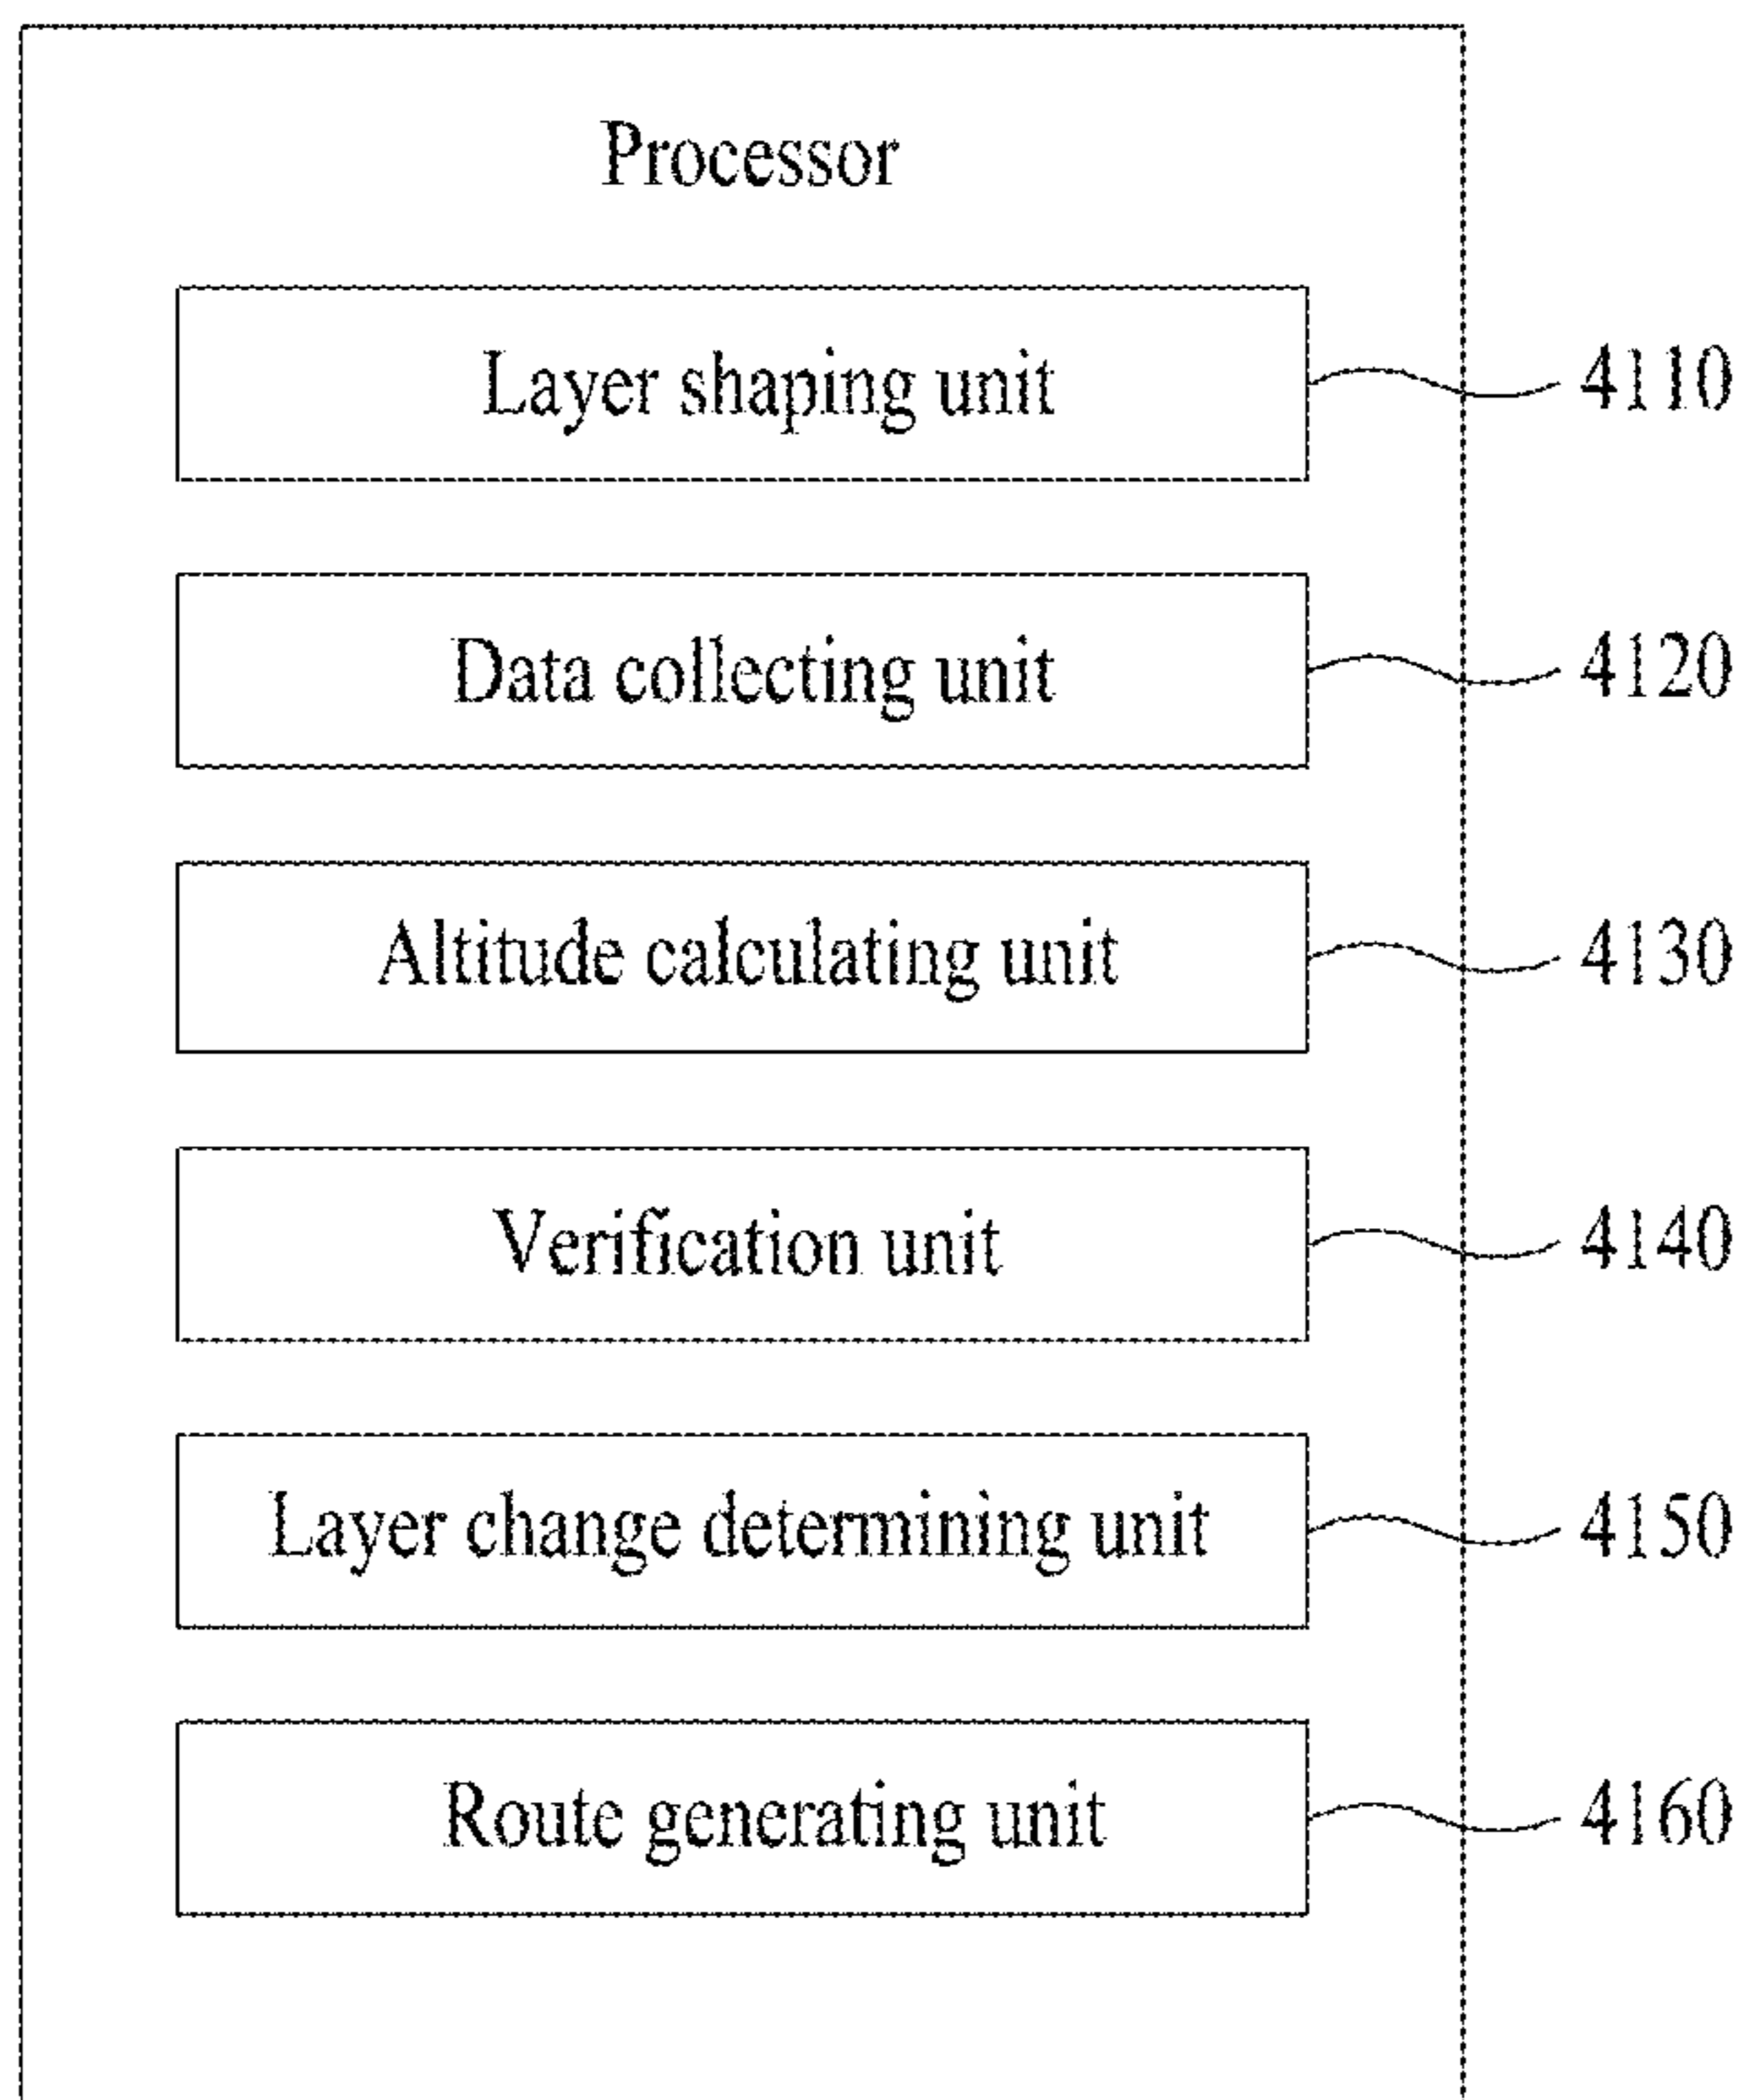 Processor
Layer shaping unit
4110
Data collecting unit
4120
Altitude calculating unit
4130
Verification unit
4140
Layer change determining unit
4150
Route generating unit
4160